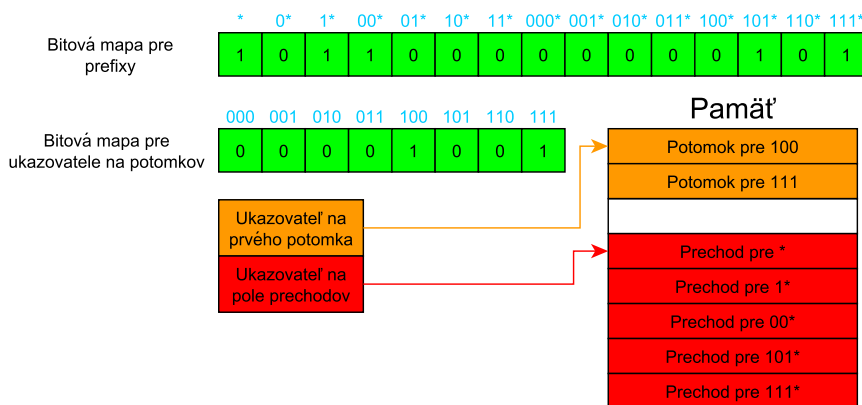 * 0* 1* 00* 01* 10* 11* 000* 001* 010* 011* 100* 101* 110* 111*
Bitová mapa pre
prefixy
1 0 1 1 0 0 0 0 0 0 0 0 1 0 1
Pamäť
000 001 010 011 100 101 110 111
Bitová mapa pre
ukazovatele na potomkov
0 0 0 0 1 0 0 1
Potomok pre 100
Potomok pre 111
Ukazovateľ na
prvého potomka
Ukazovateľ na
pole prechodov
Prechod pre *
Prechod pre 1*
Prechod pre 00*
Prechod pre 101*
Prechod pre 111*